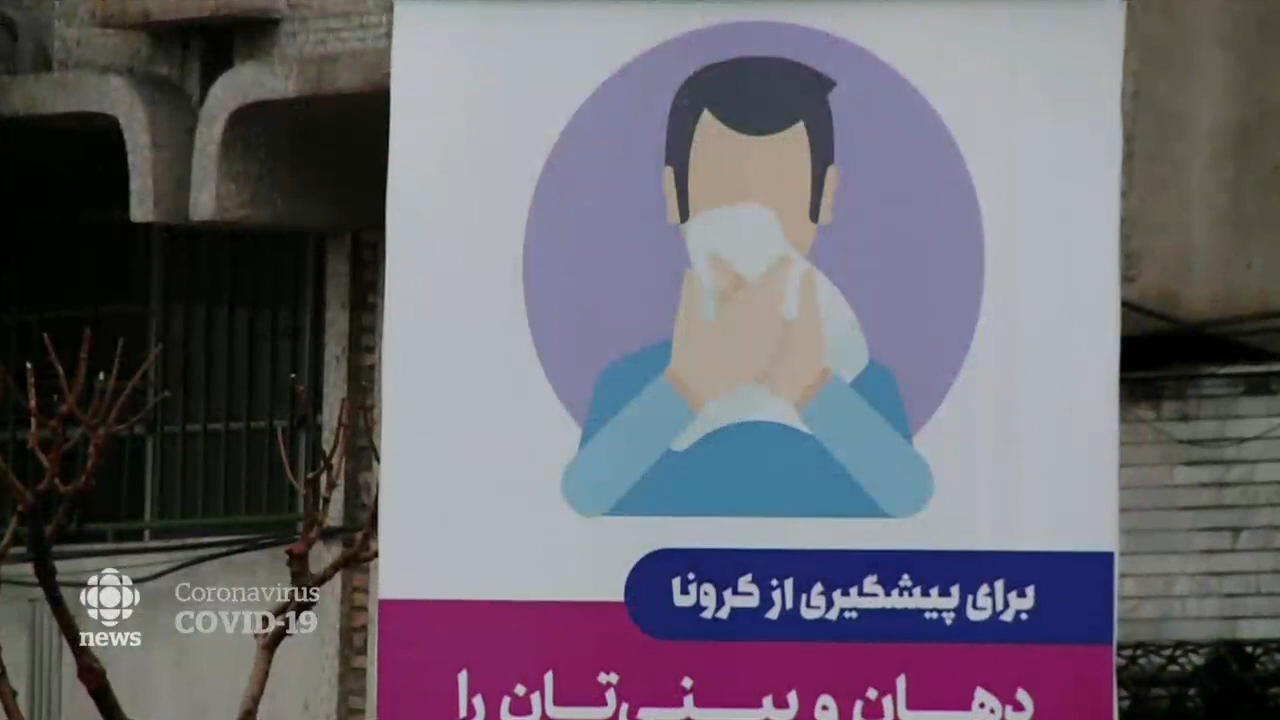 برای پیشگیری از کرونا
دهان و بینی‌تان را
Coronavirus
COVID-19
news